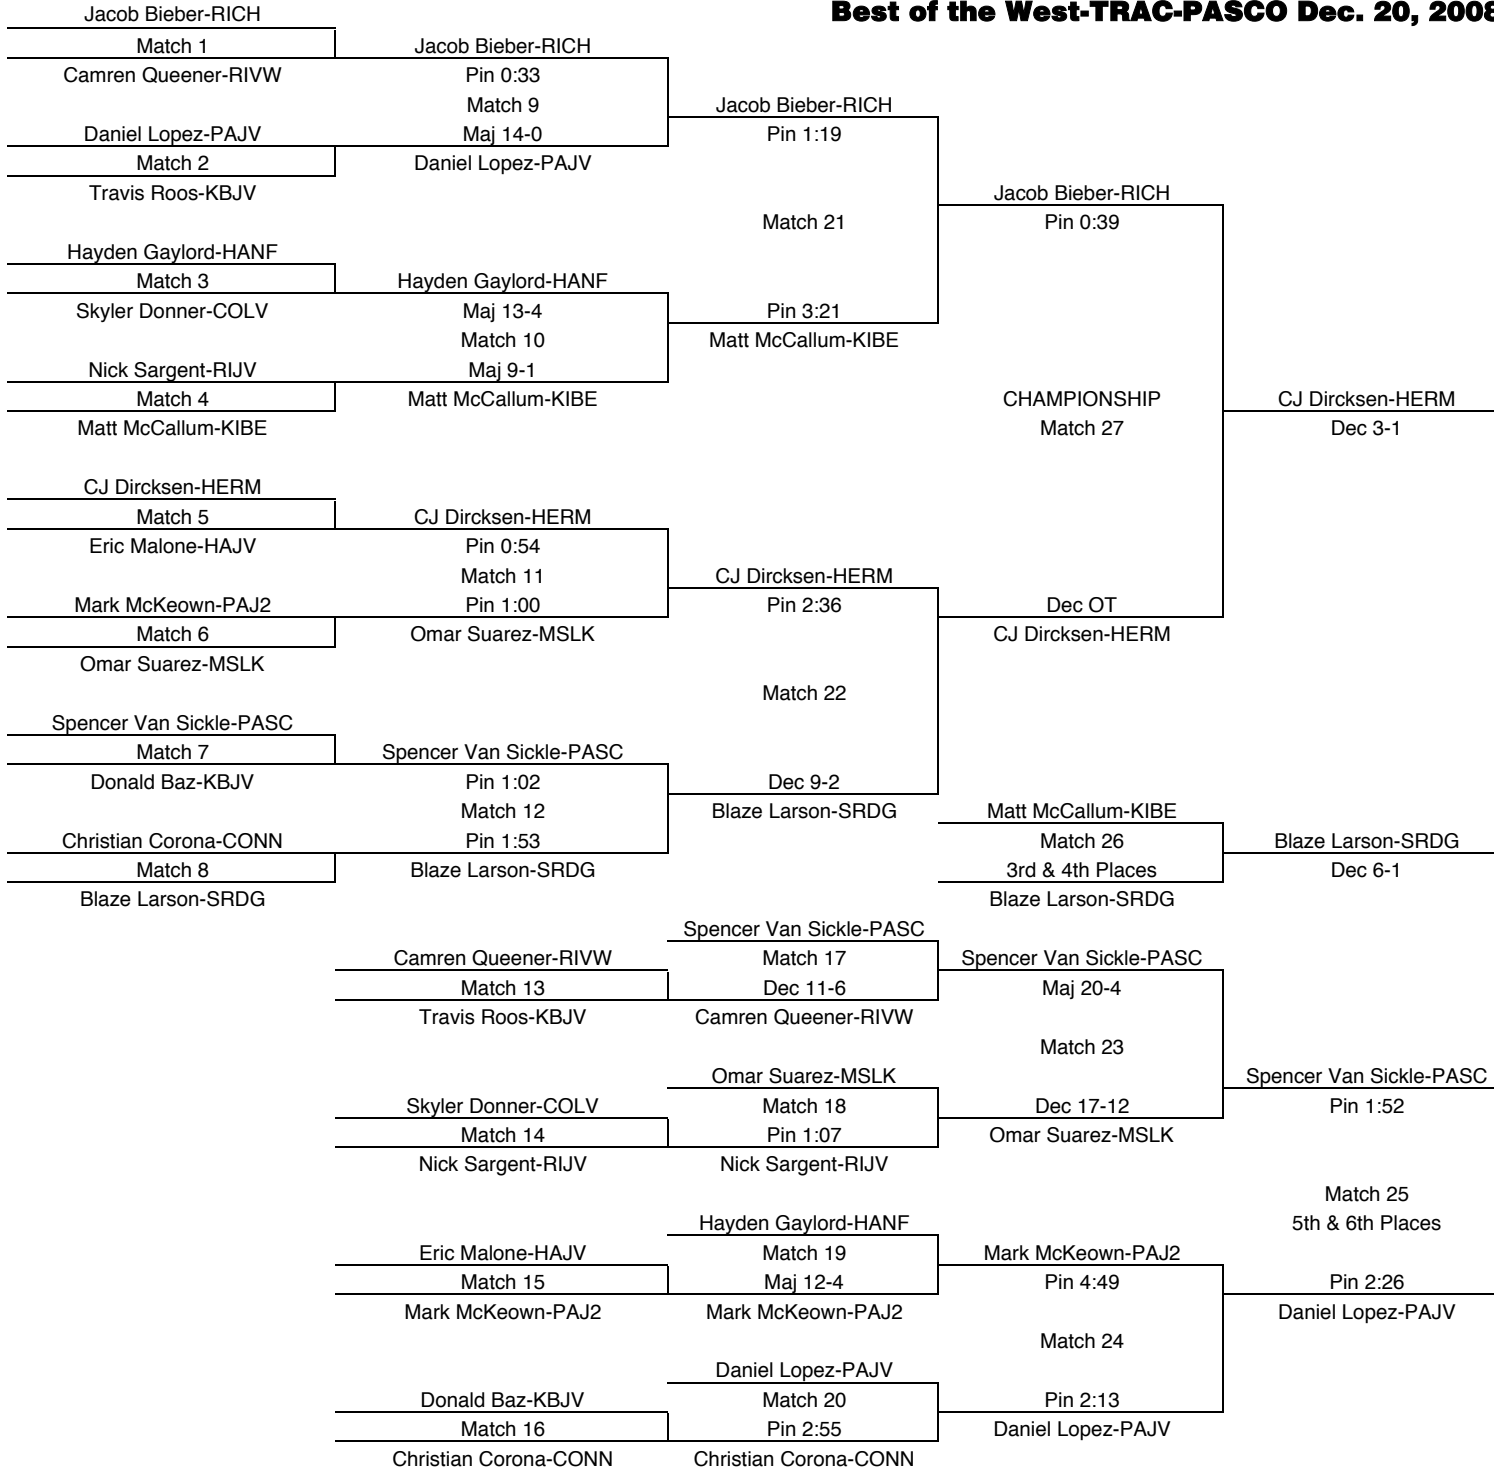 Best of the West-TRAC-PASCO Dec. 20, 2008
Jacob Bieber-RICH
Match 1
Camren Queener-RIVW
Daniel Lopez-PAJV
Match 2
Travis Roos-KBJV
Hayden Gaylord-HANF
Match 3
Skyler Donner-COLV
Nick Sargent-RIJV
Match 4
Matt McCallum-KIBE
CJ Dircksen-HERM
Match 5
Eric Malone-HAJV
Mark McKeown-PAJ2
Match 6
Omar Suarez-MSLK
Spencer Van Sickle-PASC
Match 7
Donald Baz-KBJV
Christian Corona-CONN
Match 8
Blaze Larson-SRDG
Jacob Bieber-RICH
Pin 0:33
Match 9
Maj 14-0
Daniel Lopez-PAJV
Hayden Gaylord-HANF
Maj 13-4
Match 10
Maj 9-1
Matt McCallum-KIBE
CJ Dircksen-HERM
Pin 0:54
Match 11
Pin 1:00
Omar Suarez-MSLK
Spencer Van Sickle-PASC
Pin 1:02
Match 12
Pin 1:53
Blaze Larson-SRDG
Jacob Bieber-RICH
Pin 1:19
Match 21
Pin 3:21
Matt McCallum-KIBE
CJ Dircksen-HERM
Pin 2:36
Match 22
Dec 9-2
Blaze Larson-SRDG
Jacob Bieber-RICH
Pin 0:39
CHAMPIONSHIP
Match 27
Dec OT
CJ Dircksen-HERM
CJ Dircksen-HERM
Dec 3-1
Matt McCallum-KIBE
Match 26
3rd & 4th Places
Blaze Larson-SRDG
Blaze Larson-SRDG
Dec 6-1
Camren Queener-RIVW
Match 13
Travis Roos-KBJV
Skyler Donner-COLV
Match 14
Nick Sargent-RIJV
Eric Malone-HAJV
Match 15
Mark McKeown-PAJ2
Donald Baz-KBJV
Match 16
Christian Corona-CONN
Spencer Van Sickle-PASC
Match 17
Dec 11-6
Camren Queener-RIVW
Omar Suarez-MSLK
Match 18
Pin 1:07
Nick Sargent-RIJV
Hayden Gaylord-HANF
Match 19
Maj 12-4
Mark McKeown-PAJ2
Daniel Lopez-PAJV
Match 20
Pin 2:55
Christian Corona-CONN
Spencer Van Sickle-PASC
Maj 20-4
Match 23
Dec 17-12
Omar Suarez-MSLK
Mark McKeown-PAJ2
Pin 4:49
Match 24
Pin 2:13
Daniel Lopez-PAJV
Spencer Van Sickle-PASC
Pin 1:52
Match 25
5th & 6th Places
Pin 2:26
Daniel Lopez-PAJV